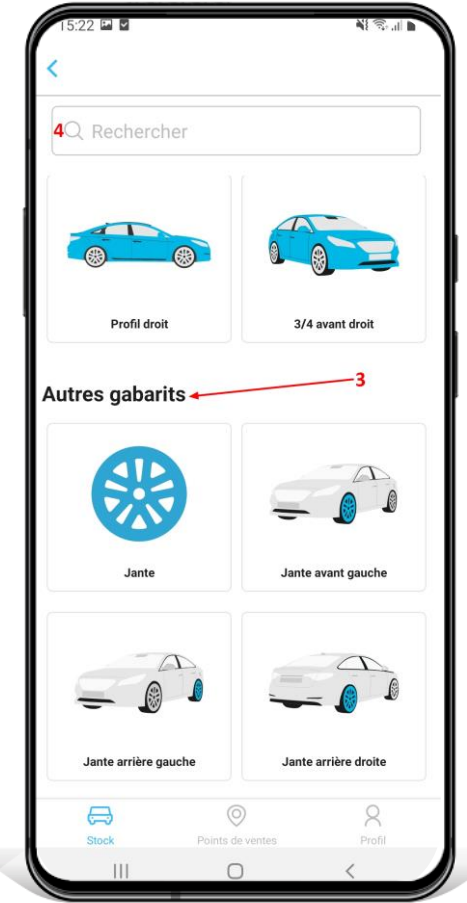 15:22
4 Rechercher
Profil droit
3/4 avant droit
3
Autres gabarits
Jante
Jante avant gauche
Jante arrière gauche
Jante arrière droite
Stock
Points de ventes
Profil